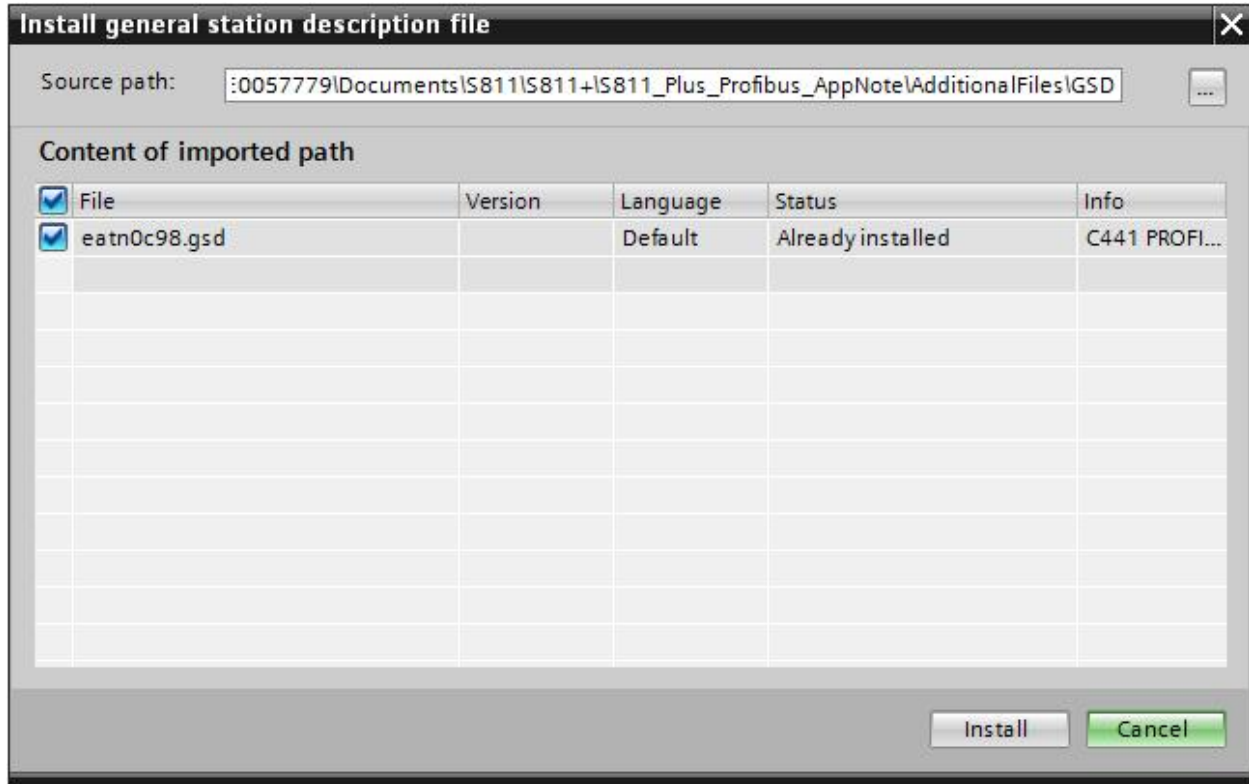 Install general station description file
Source path: :0057779\Documents\S811\S811+\S811_Plus_Profibus_AppNote\AdditionalFiles\GSD ...
Content of imported path
File Version Language Status Info
eatn0c98.gsd Default Already installed C441 PROFI...
Install Cancel